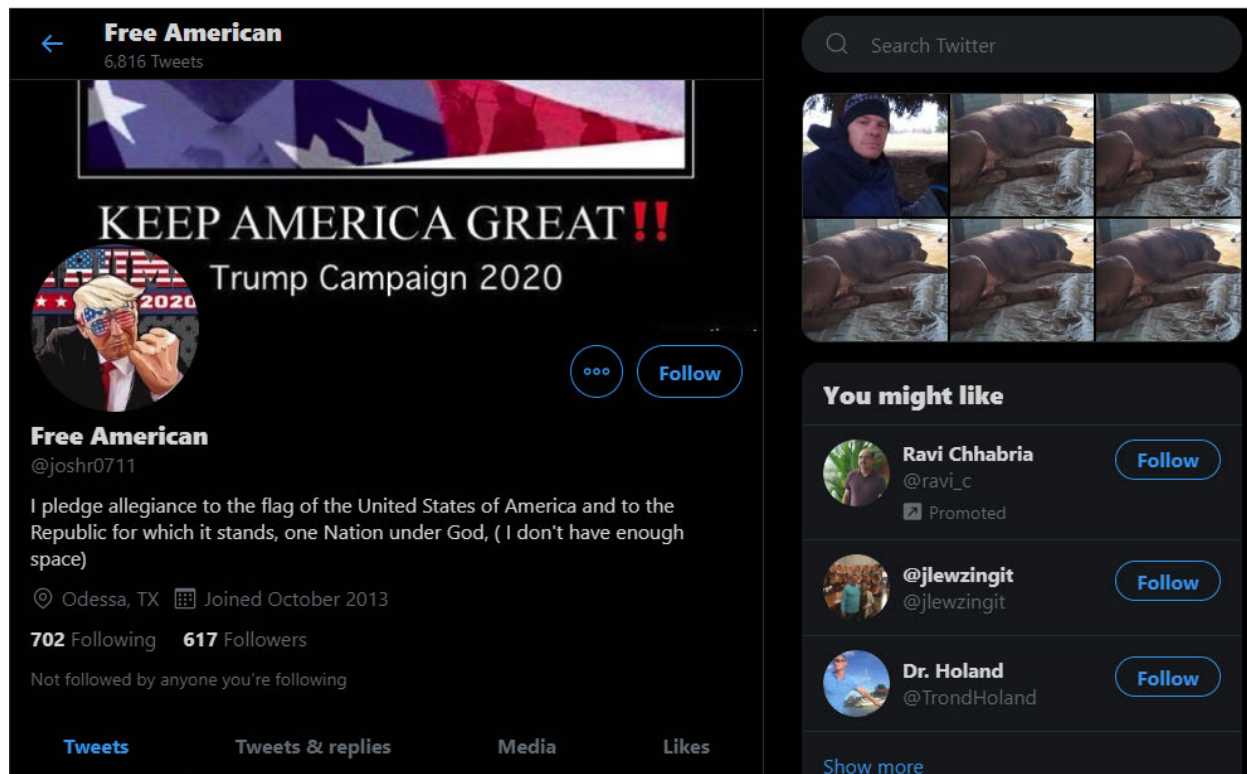 Free American
6,816 Tweets
KEEP AMERICA GREAT‼
Trump Campaign 2020
TRUMP
2020
Follow
Free American
@joshr0711
I pledge allegiance to the flag of the United States of America and to the
Republic for which it stands, one Nation under God, ( I don't have enough
space)
Odessa, TX Joined October 2013
702 Following 617 Followers
Not followed by anyone you're following
Tweets Tweets & replies Media Likes
Search Twitter
You might like
Ravi Chhabria
@ravi_c
Promoted
Follow
@jlewzingit
@jlewzingit
Follow
Dr. Holand
@TrondHoland
Follow
Show more